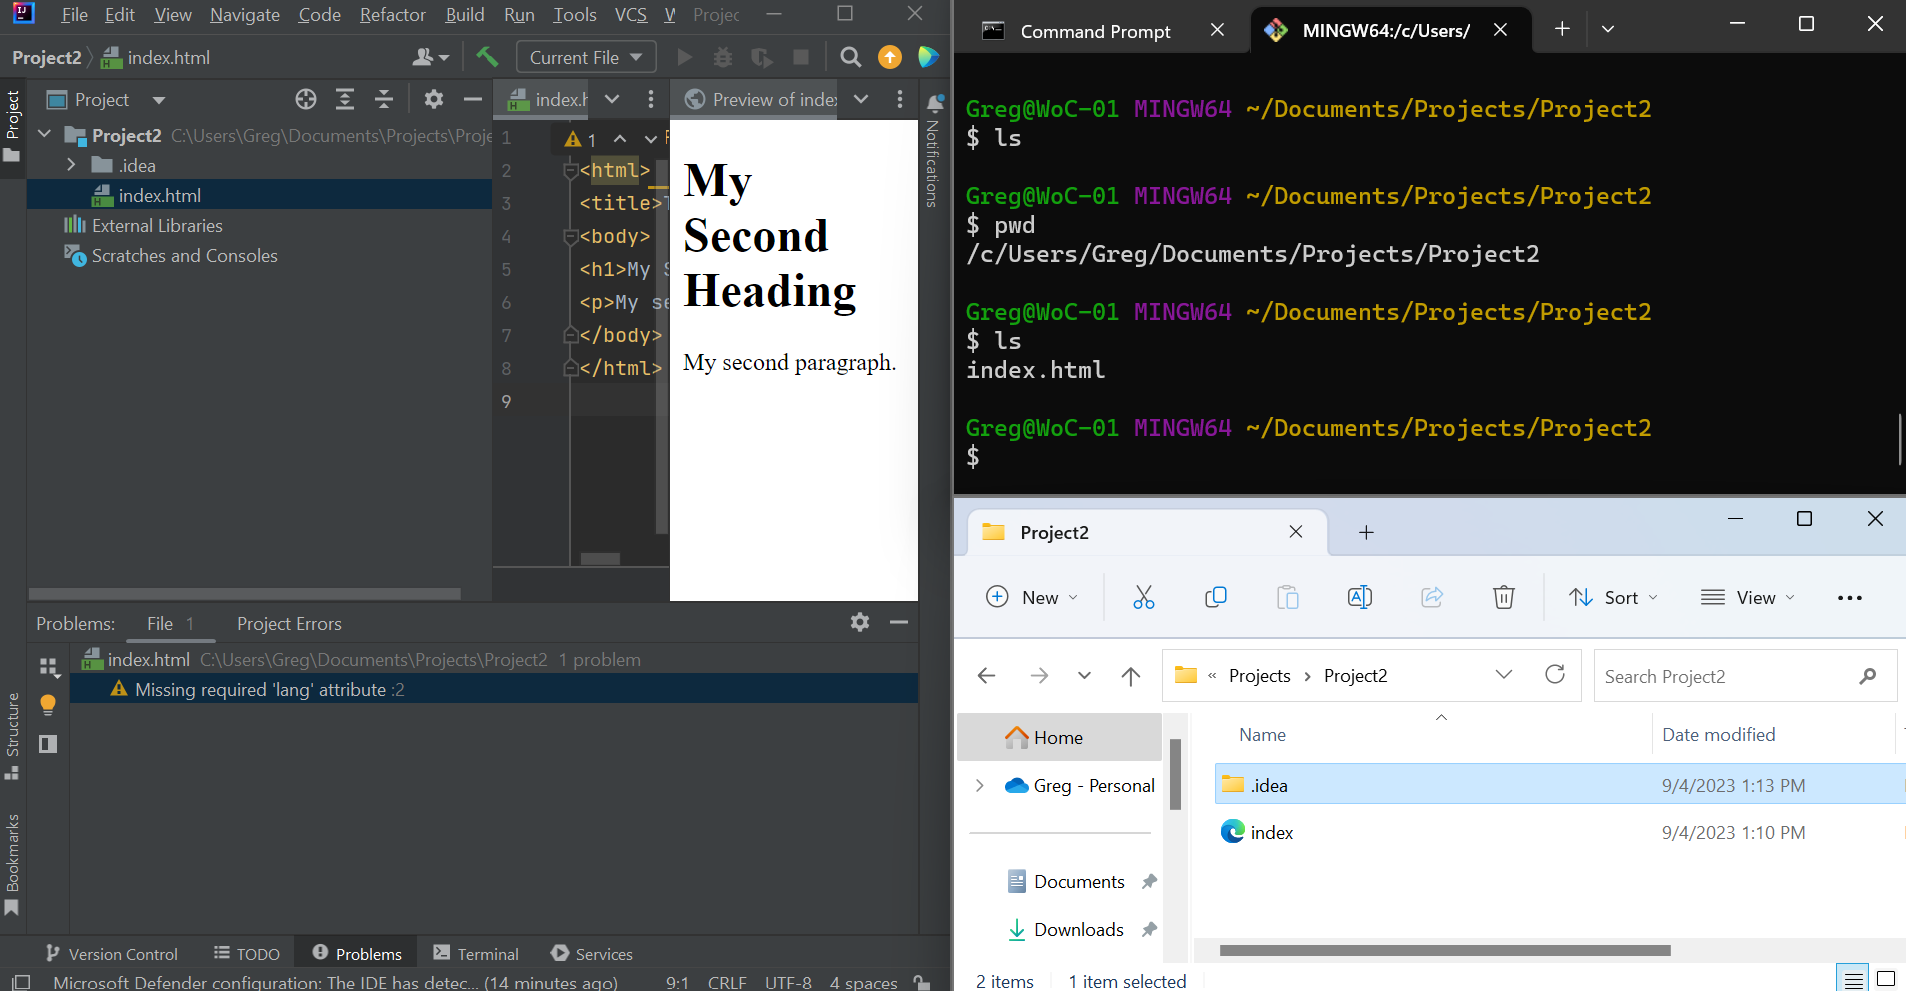 File Edit View Navigate Code Refactor Build Run Tools VCS W Projec
Project2 index.html Current File
Project
Project index.h Preview of index
Project2 C:\Users\Greg\Documents\Projects\Proje
.idea
index.html
External Libraries
Scratches and Consoles
1
1
2 <html>
3 <title>
4 <body>
5 <h1>My S
6 <p>My se
7 </body>
8 </html>
9
My
Second
Heading
My second paragraph.
Notifications
Problems: File 1 Project Errors
index.html C:\Users\Greg\Documents\Projects\Project2 1 problem
Missing required 'lang' attribute :2
Structure
Bookmarks
Version Control TODO Problems Terminal Services
Microsoft Defender configuration: The IDE has detec... (14 minutes ago) 9:1 CRLF UTF-8 4 spaces
Command Prompt MINGW64:/c/Users/
Greg@WoC-01 MINGW64 ~/Documents/Projects/Project2
$ ls
Greg@WoC-01 MINGW64 ~/Documents/Projects/Project2
$ pwd
/c/Users/Greg/Documents/Projects/Project2
Greg@WoC-01 MINGW64 ~/Documents/Projects/Project2
$ ls
index.html
Greg@WoC-01 MINGW64 ~/Documents/Projects/Project2
$
Project2
New Sort View
« Projects › Project2 Search Project2
Home
Greg - Personal
Documents
Downloads
Name Date modified
.idea 9/4/2023 1:13 PM
index 9/4/2023 1:10 PM
2 items 1 item selected